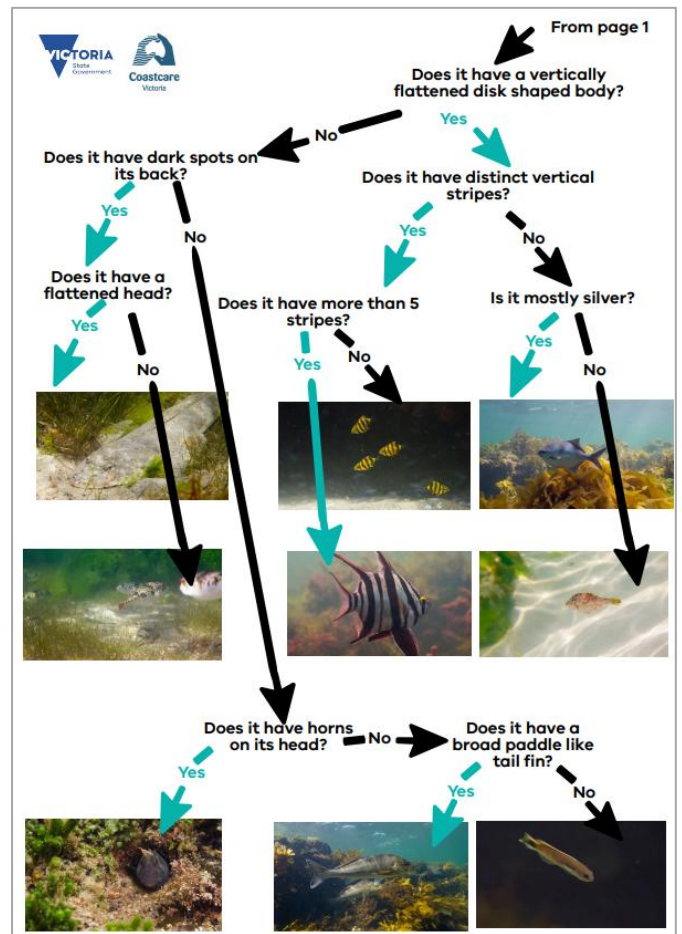 From page 1
VICTORIA
State
Government
Coastcare
Victoria
Does it have a vertically
flattened disk shaped body?
No
Yes
Does it have dark spots on
its back?
Does it have distinct vertical
stripes?
Yes
No
Yes
No
Does it have a
flattened head?
Does it have more than 5
stripes?
Is it mostly silver?
Yes
No
Yes
No
Yes
No
Does it have horns
on its head?
No
Does it have a
broad paddle like
tail fin?
Yes
Yes
No